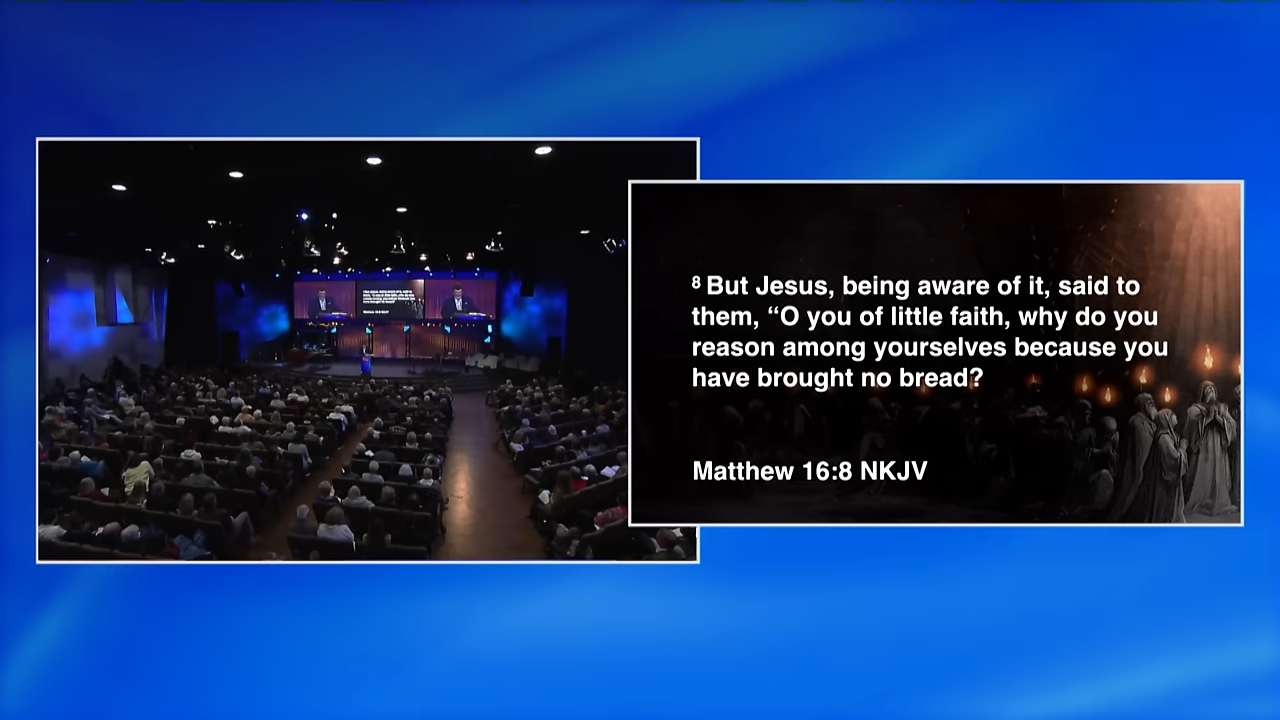 8 But Jesus, being aware of it, said to
them, “O you of little faith, why do you
reason among yourselves because you
have brought no bread?
Matthew 16:8 NKJV